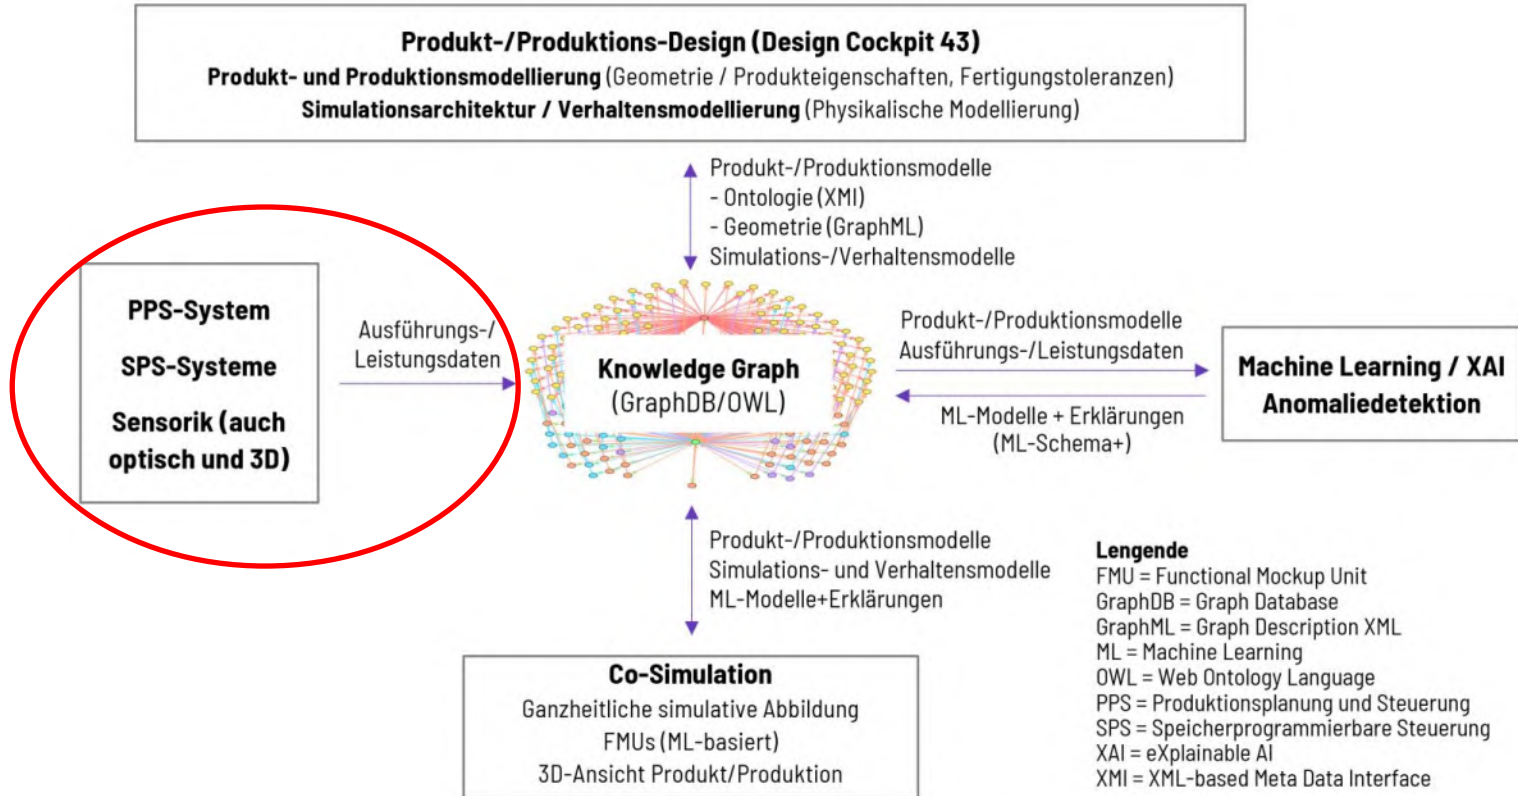 Produkt-/Produktions-Design (Design Cockpit 43)
Produkt- und Produktionsmodellierung (Geometrie / Produkteigenschaften, Fertigungstoleranzen)
Simulationsarchitektur / Verhaltensmodellierung (Physikalische Modellierung)
Produkt-/Produktionsmodelle
- Ontologie (XMI)
- Geometrie (GraphML)
Simulations-/Verhaltensmodelle
PPS-System
SPS-Systeme
Sensorik (auch
optisch und 3D)
Ausführungs-/
Leistungsdaten
Knowledge Graph
(GraphDB/OWL)
Produkt-/Produktionsmodelle
Ausführungs-/Leistungsdaten
ML-Modelle + Erklärungen
(ML-Schema+)
Machine Learning / XAI
Anomaliedetektion
Produkt-/Produktionsmodelle
Simulations- und Verhaltensmodelle
ML-Modelle+Erklärungen
Co-Simulation
Ganzheitliche simulative Abbildung
FMUs (ML-basiert)
3D-Ansicht Produkt/Produktion
Lengende
FMU = Functional Mockup Unit
GraphDB = Graph Database
GraphML = Graph Description XML
ML = Machine Learning
OWL = Web Ontology Language
PPS = Produktionsplanung und Steuerung
SPS = Speicherprogrammierbare Steuerung
XAI = eXplainable AI
XMI = XML-based Meta Data Interface